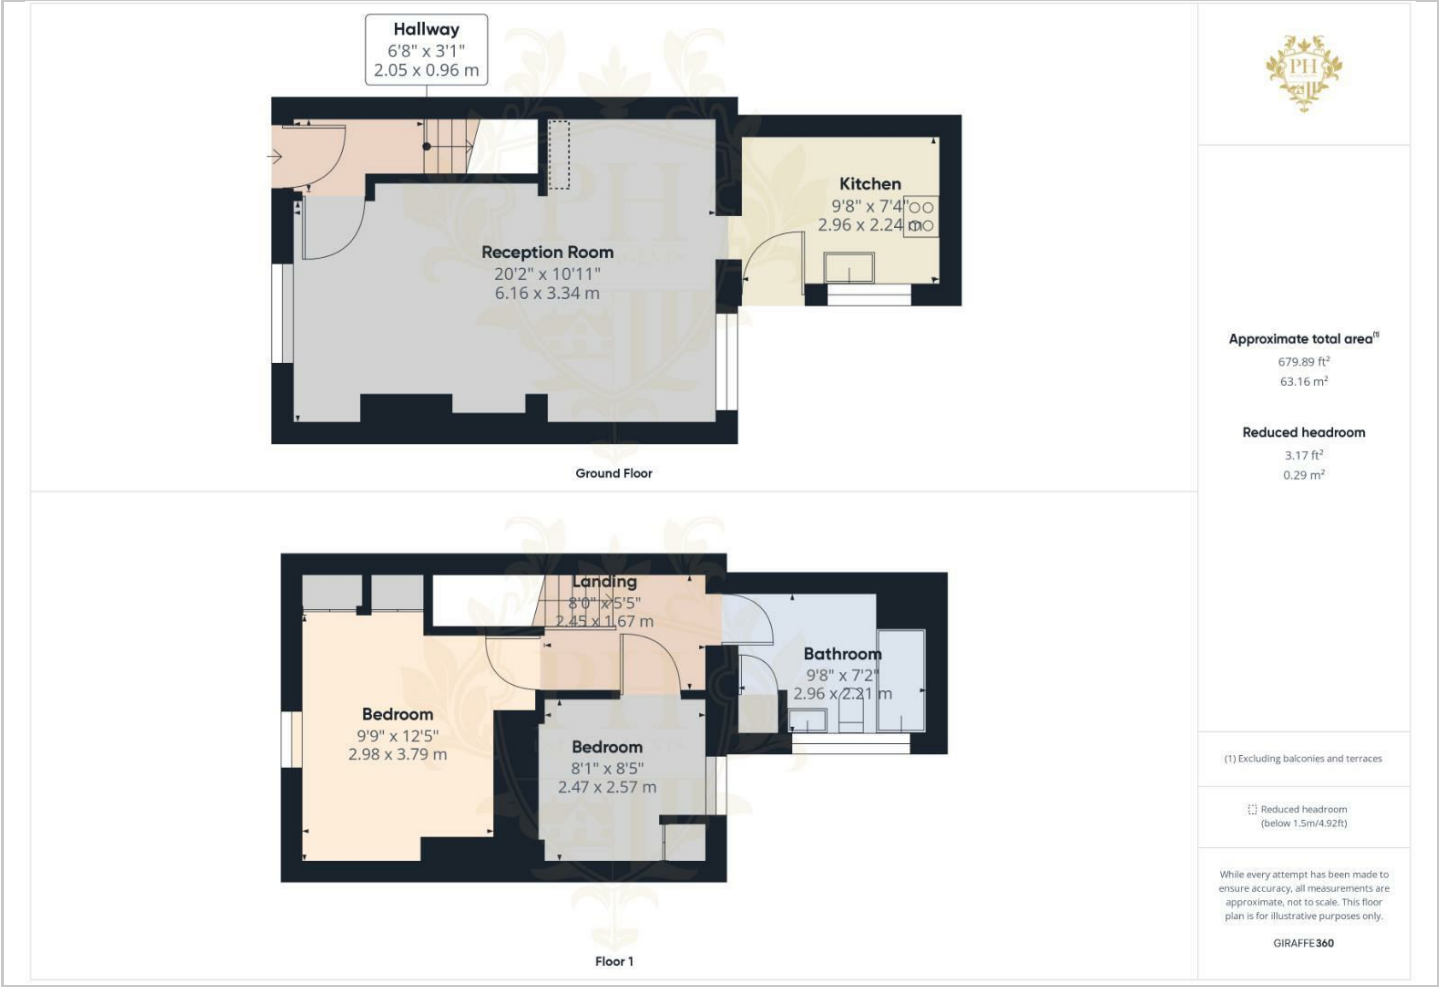 Hallway
6'8" x 3'1"
2.05 x 0.96 m
Kitchen
9'8" x 7'4"
2.96 x 2.24 m
Reception Room
20'2" x 10'11"
6.16 x 3.34 m
Ground Floor
Landing
8'0" x 5'5"
2.45 x 1.67 m
Bathroom
9'8" x 7'2"
2.96 x 2.21 m
Bedroom
9'9" x 12'5"
2.98 x 3.79 m
Bedroom
8'1" x 8'5"
2.47 x 2.57 m
Floor 1
PH
Approximate total area(1)
679.89 ft²
63.16 m²
Reduced headroom
3.17 ft²
0.29 m²
(1) Excluding balconies and terraces
Reduced headroom
(below 1.5m/4.92ft)
While every attempt has been made to
ensure accuracy, all measurements are
approximate, not to scale. This floor
plan is for illustrative purposes only.
GIRAFFE360